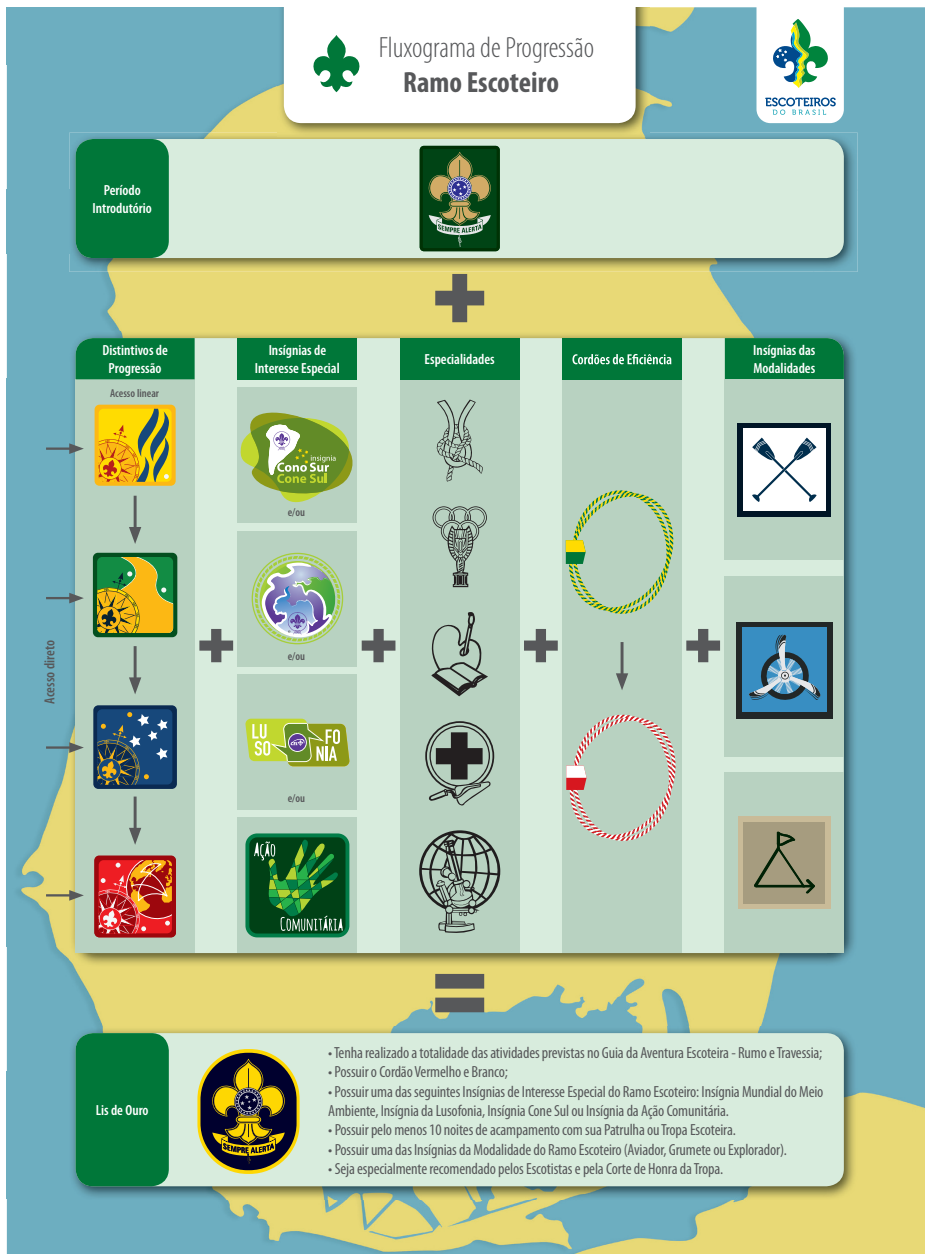 Fluxograma de Progressão
Ramo Escoteiro
ESCOTEIROS
DO BRASIL
Período
Introdutório
SEMPRE ALERTA
Distintivos de
Progressão
Insígnias de
Interesse Especial
Especialidades
Cordões de Eficiência
Insígnias das
Modalidades
Acesso linear
Acesso direto
insignia
Cono Sur
Cone Sul
e/ou
e/ou
LU
SO
FO
NIA
e/ou
AÇÃO
COMUNITÁRIA
Lis de Ouro
SEMPRE ALERTA
• Tenha realizado a totalidade das atividades previstas no Guia da Aventura Escoteira - Rumo e Travessia;
• Possuir o Cordão Vermelho e Branco;
• Possuir uma das seguintes Insígnias de Interesse Especial do Ramo Escoteiro: Insígnia Mundial do Meio
Ambiente, Insígnia da Lusofonia, Insígnia Cone Sul ou Insígnia da Ação Comunitária.
• Possuir pelo menos 10 noites de acampamento com sua Patrulha ou Tropa Escoteira.
• Possuir uma das Insígnias da Modalidade do Ramo Escoteiro (Aviador, Grumete ou Explorador).
• Seja especialmente recomendado pelos Escotistas e pela Corte de Honra da Tropa.